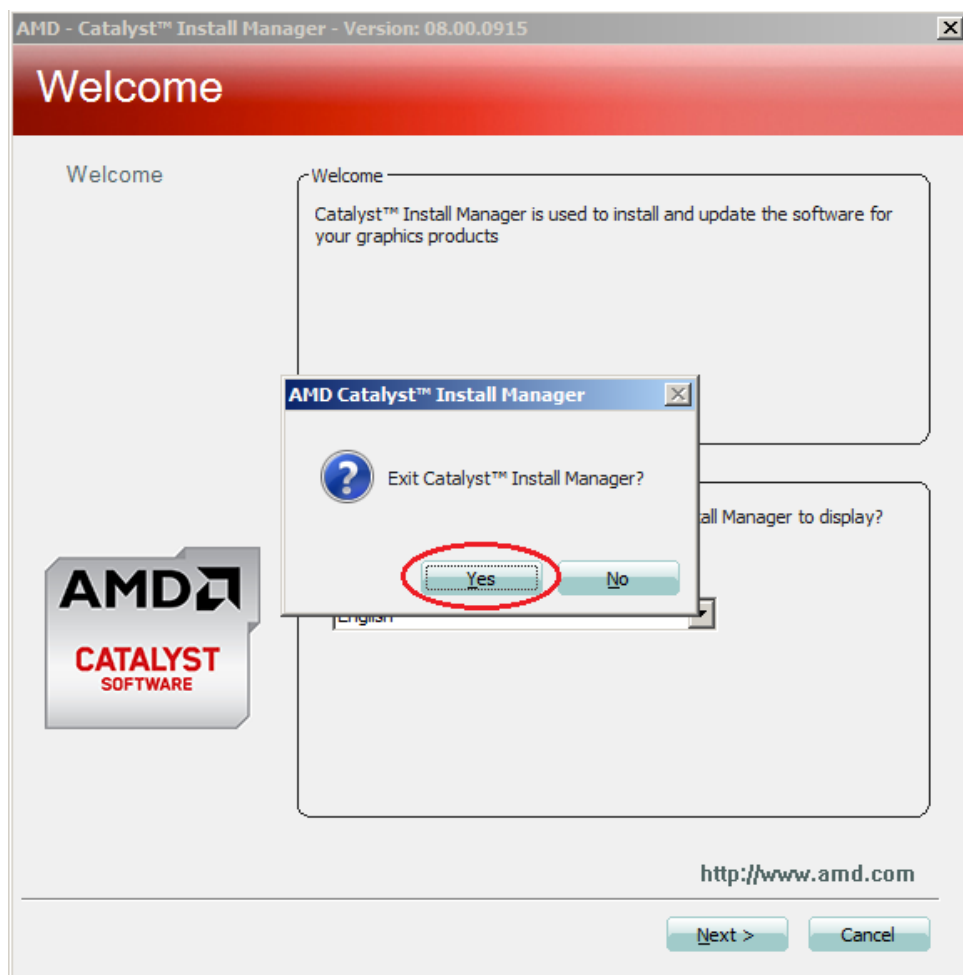 AMD - Catalyst™ Install Manager - Version: 08.00.0915
Welcome
Welcome
Welcome
Catalyst™ Install Manager is used to install and update the software for
your graphics products
AMD Catalyst™ Install Manager
Exit Catalyst™ Install Manager?
Yes
No
all Manager to display?
English
AMD
CATALYST
SOFTWARE
http://www.amd.com
Next >
Cancel